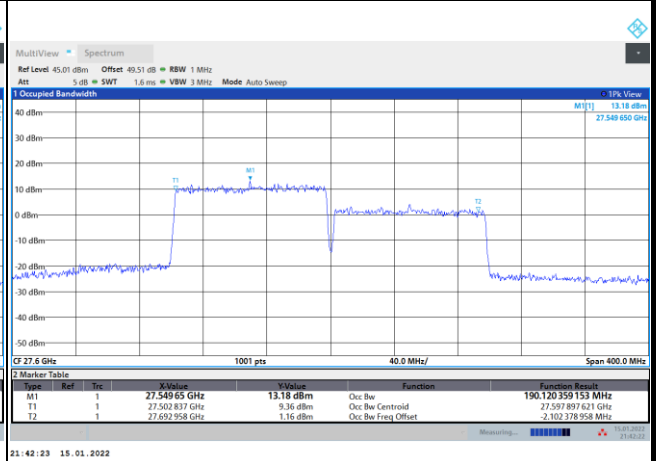 MultiView Spectrum
Ref Level 45.01 dBm Offset 49.51 dB RBW 1 MHz
Att 5 dB SWT 1.6 ms VBW 3 MHz Mode Auto Sweep
1 Occupied Bandwidth 1Pk View
M1[1] 13.18 dBm
27.549 650 GHz
40 dBm
30 dBm
20 dBm
T1 M1
10 dBm
T2
0 dBm
-10 dBm
-20 dBm
-30 dBm
-40 dBm
-50 dBm
CF 27.6 GHz 1001 pts 40.0 MHz/ Span 400.0 MHz
2 Marker Table
Type Ref Trc X-Value Y-Value Function Function Result
M1 1 27.549 65 GHz 13.18 dBm Occ Bw 190.120 359 153 MHz
T1 1 27.502 837 GHz 9.36 dBm Occ Bw Centroid 27.597 897 621 GHz
T2 1 27.692 958 GHz 1.16 dBm Occ Bw Freq Offset -2.102 378 958 MHz
Measuring... 15.01.2022
21:42:22
21:42:23 15.01.2022